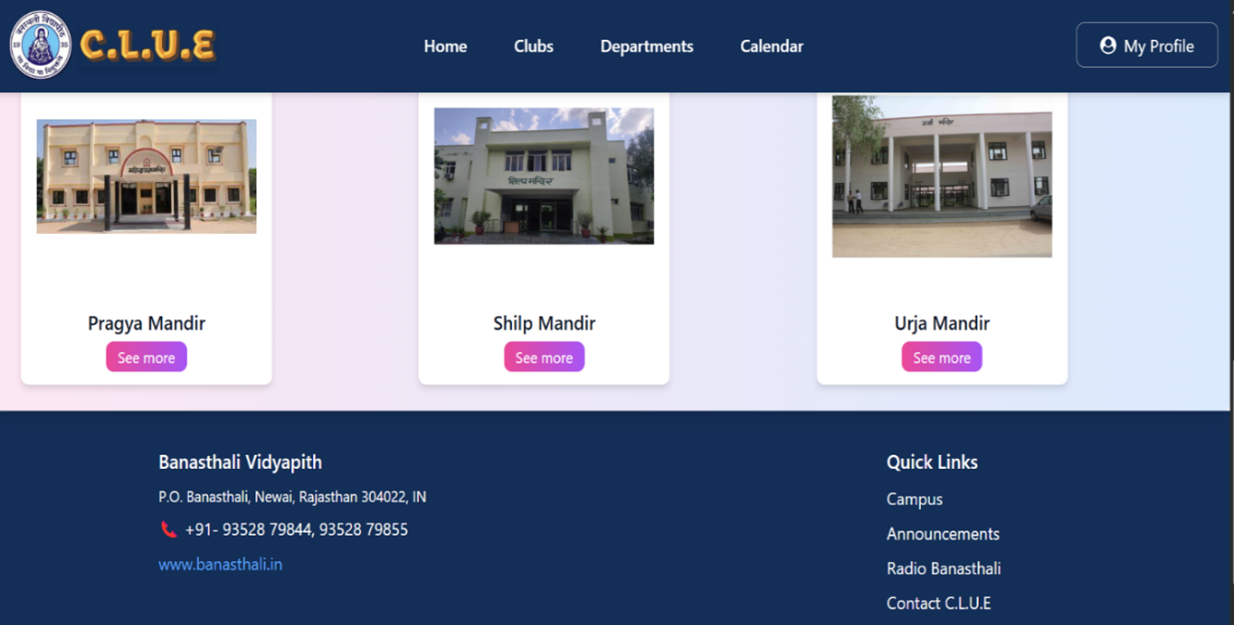 C.L.U.E
Home Clubs Departments Calendar
My Profile
शिल्प मन्दिर
Pragya Mandir
See more
Shilp Mandir
See more
Urja Mandir
See more
Banasthali Vidyapith
P.O. Banasthali, Newai, Rajasthan 304022, IN
+91- 93528 79844, 93528 79855
www.banasthali.in
Quick Links
Campus
Announcements
Radio Banasthali
Contact C.L.U.E